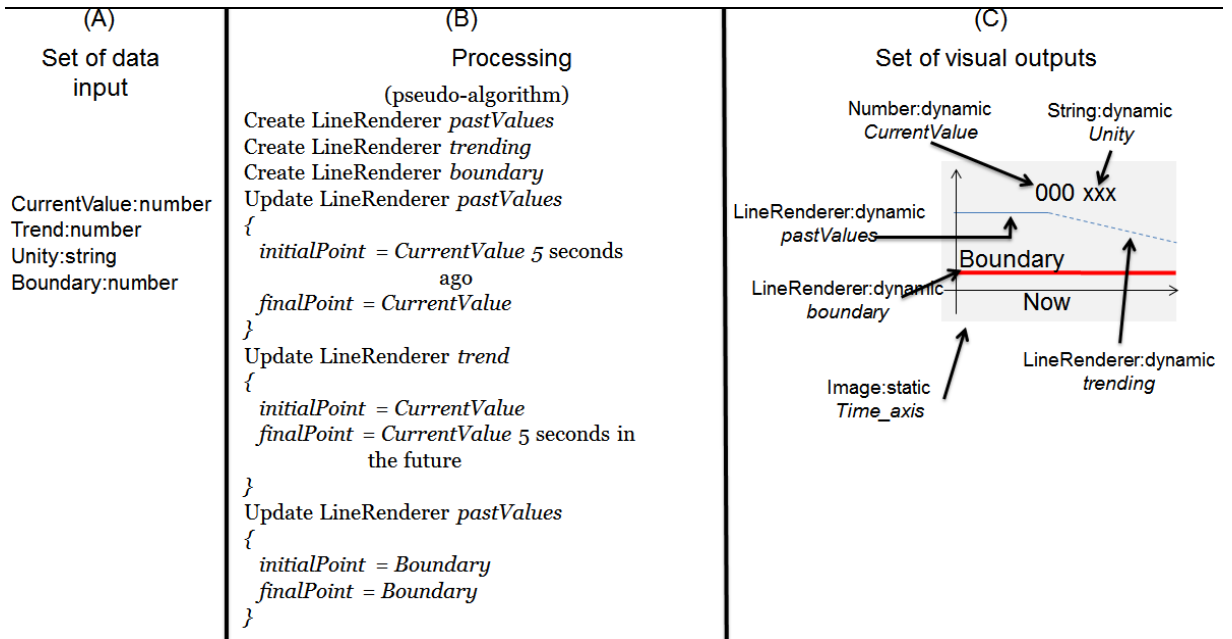 (A)
Set of data
input
CurrentValue:number
Trend:number
Unity:string
Boundary:number
(B)
Processing
(pseudo-algorithm)
Create LineRenderer pastValues
Create LineRenderer trending
Create LineRenderer boundary
Update LineRenderer pastValues
{
initialPoint = CurrentValue 5 seconds
ago
finalPoint = CurrentValue
}
Update LineRenderer trend
{
initialPoint = CurrentValue
finalPoint = CurrentValue 5 seconds in
the future
}
Update LineRenderer pastValues
{
initialPoint = Boundary
finalPoint = Boundary
}
(C)
Set of visual outputs
Number:dynamic
CurrentValue
String:dynamic
Unity
000 xxx
LineRenderer:dynamic
pastValues
Boundary
LineRenderer:dynamic
boundary
Now
LineRenderer:dynamic
trending
Image:static
Time_axis